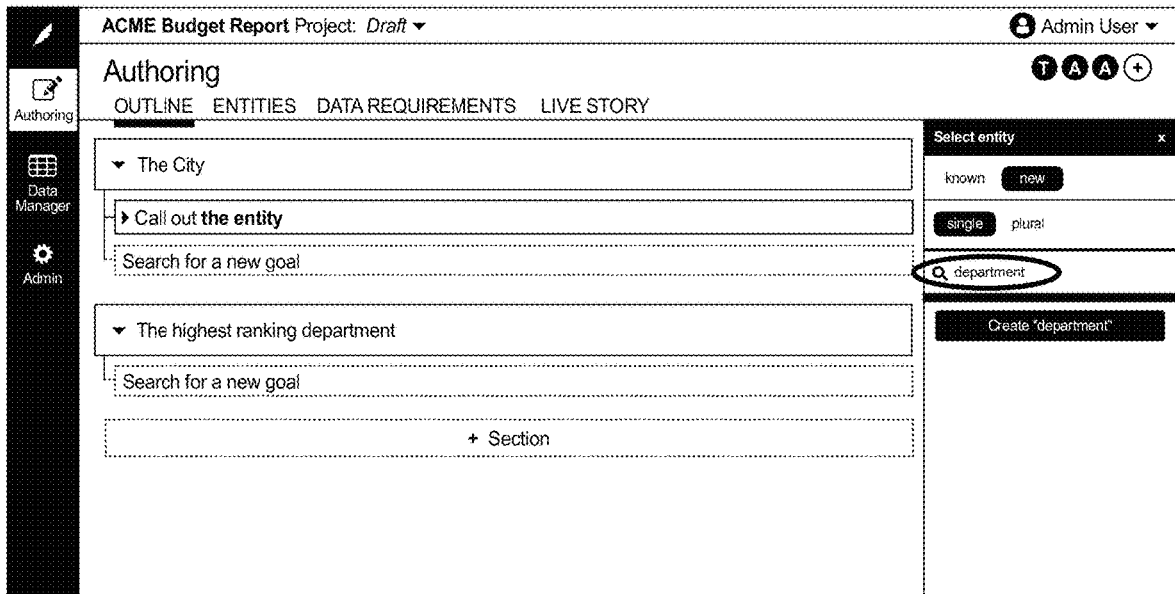 ACME Budget Report Project: Draft
Admin User
Authoring
T A A +
Authoring
OUTLINE ENTITIES DATA REQUIREMENTS LIVE STORY
Data Manager
Admin
The City
Call out the entity
Search for a new goal
The highest ranking department
Search for a new goal
+ Section
Select entity x
known new
single plural
department
Create "department"